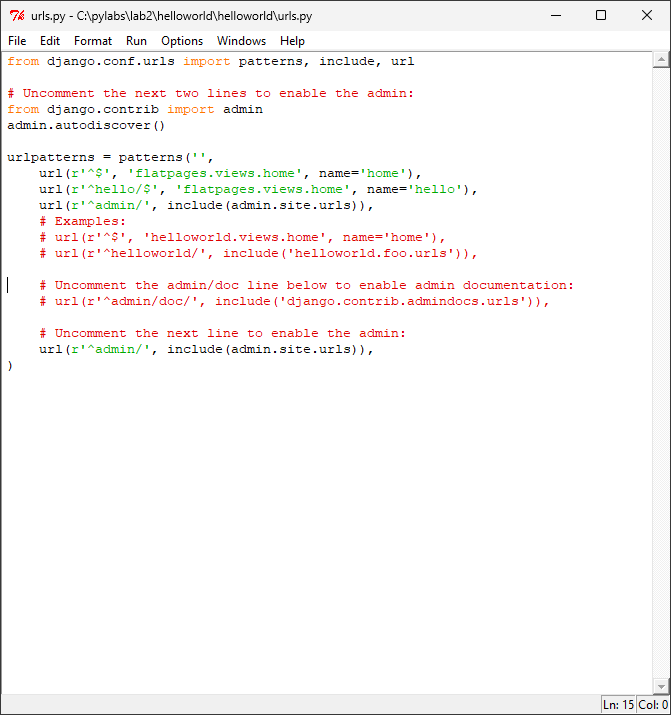 urls.py - C:\pylabs\lab2\helloworld\helloworld\urls.py
File Edit Format Run Options Windows Help
from django.conf.urls import patterns, include, url
# Uncomment the next two lines to enable the admin:
from django.contrib import admin
admin.autodiscover()
urlpatterns = patterns('',
    url(r'^$', 'flatpages.views.home', name='home'),
    url(r'^hello/$', 'flatpages.views.home', name='hello'),
    url(r'^admin/', include(admin.site.urls)),
    # Examples:
    # url(r'^$', 'helloworld.views.home', name='home'),
    # url(r'^helloworld/', include('helloworld.foo.urls')),
    # Uncomment the admin/doc line below to enable admin documentation:
    # url(r'^admin/doc/', include('django.contrib.admindocs.urls')),
    # Uncomment the next line to enable the admin:
    url(r'^admin/', include(admin.site.urls)),
)
Ln: 15 Col: 0